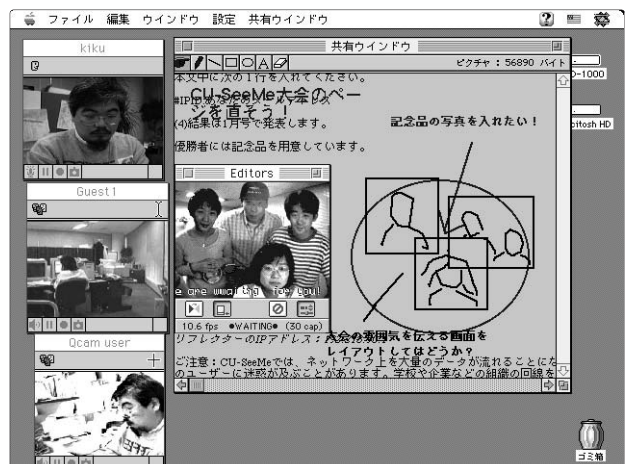 ファイル 編集 ウインドウ 設定 共有ウインドウ
kiku
共有ウインドウ
ピクチャ : 56890 バイト
本文中に次の1行を入れてください。
CU-SeeMe大会のペー
ジを直そう!
(4)結果は1月号で発表します。
記念品の写真を入れたい!
優勝者には記念品を用意しています。
D-1000
itosh HD
Guest1
Editors
e are waiting for you!
10.6 fps ●WAITING● (30 cap)
Qcam user
リフレクターのIPアドレス:
大会の雰囲気を伝える画面を
レイアウトしてはどうか?
ご注意:CU-SeeMeでは、ネットワーク上を大量のデータが流れることにな
のユーザーに迷惑が及ぶことがあります。学校や企業などの組織の回線を
ゴミ箱